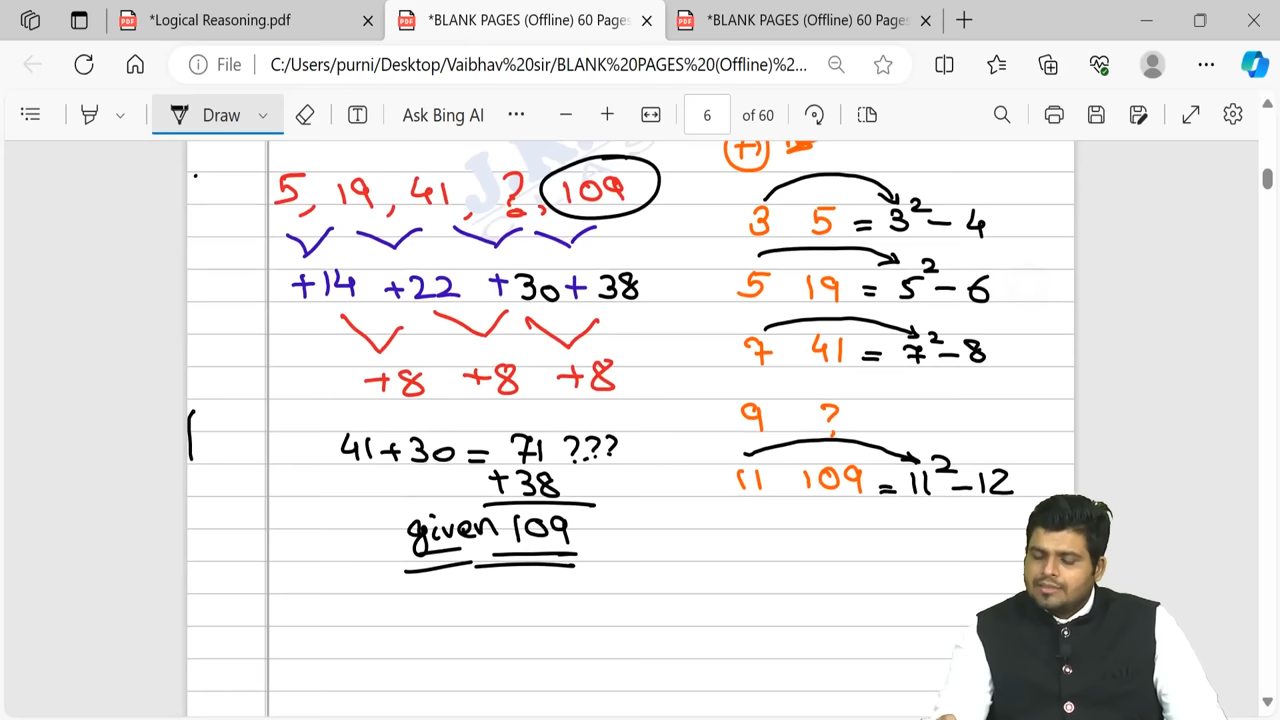 *Logical Reasoning.pdf
*BLANK PAGES (Offline) 60 Pages
*BLANK PAGES (Offline) 60 Pages
File
C:/Users/purni/Desktop/Vaibhav%20sir/BLANK%20PAGES%20(Offline)%2...
Draw
Ask Bing AI
6
of 60
J.K.
5, 19, 41, ?, 109
+14 +22 +30 + 38
+8 +8 +8
41+30 = 71 ???
+38
given 109
(+)
3 5 = 3² - 4
5 19 = 5² - 6
7 41 = 7² - 8
9 ?
11 109 = 11² - 12